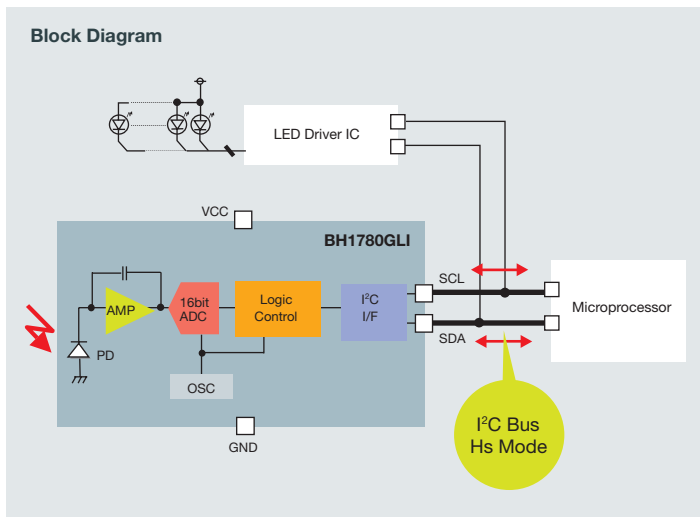 Block Diagram
LED Driver IC
VCC
BH1780GLI
SCL
AMP
16bit
ADC
Logic
Control
I²C
I/F
Microprocessor
PD
SDA
OSC
GND
I²C Bus
Hs Mode